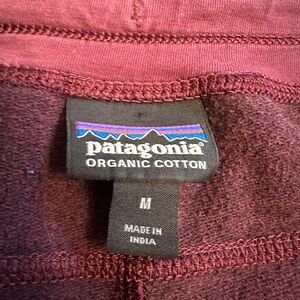 patagonia®
ORGANIC COTTON
M
MADE IN
INDIA